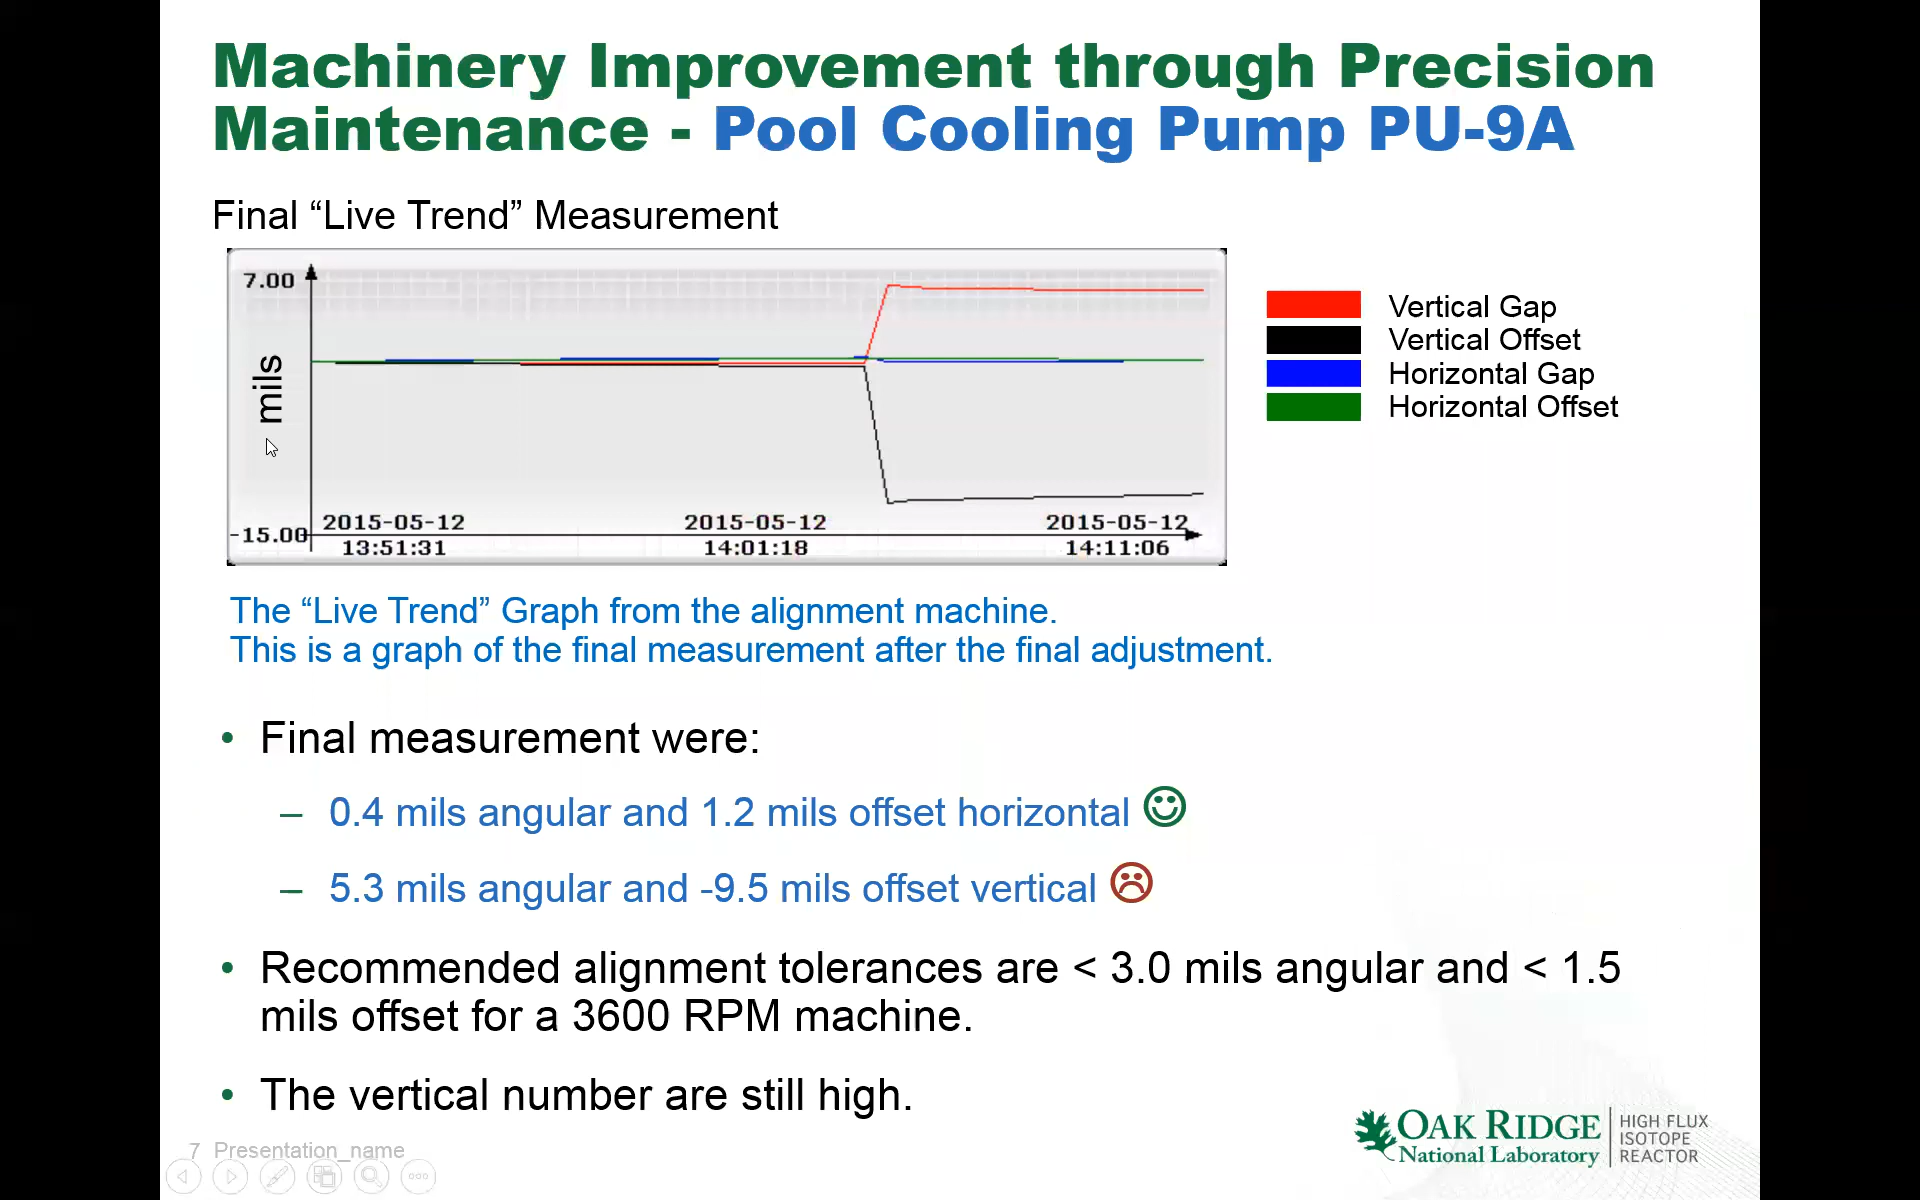 Machinery Improvement through Precision
Maintenance - Pool Cooling Pump PU-9A
Final “Live Trend” Measurement
7.00
mils
-15.00
2015-05-12
13:51:31
2015-05-12
14:01:18
2015-05-12
14:11:06
Vertical Gap
Vertical Offset
Horizontal Gap
Horizontal Offset
The “Live Trend” Graph from the alignment machine.
This is a graph of the final measurement after the final adjustment.
• Final measurement were:
– 0.4 mils angular and 1.2 mils offset horizontal
– 5.3 mils angular and -9.5 mils offset vertical
• Recommended alignment tolerances are < 3.0 mils angular and < 1.5
mils offset for a 3600 RPM machine.
• The vertical number are still high.
7 Presentation_name
OAK RIDGE
National Laboratory
HIGH FLUX
ISOTOPE
REACTOR